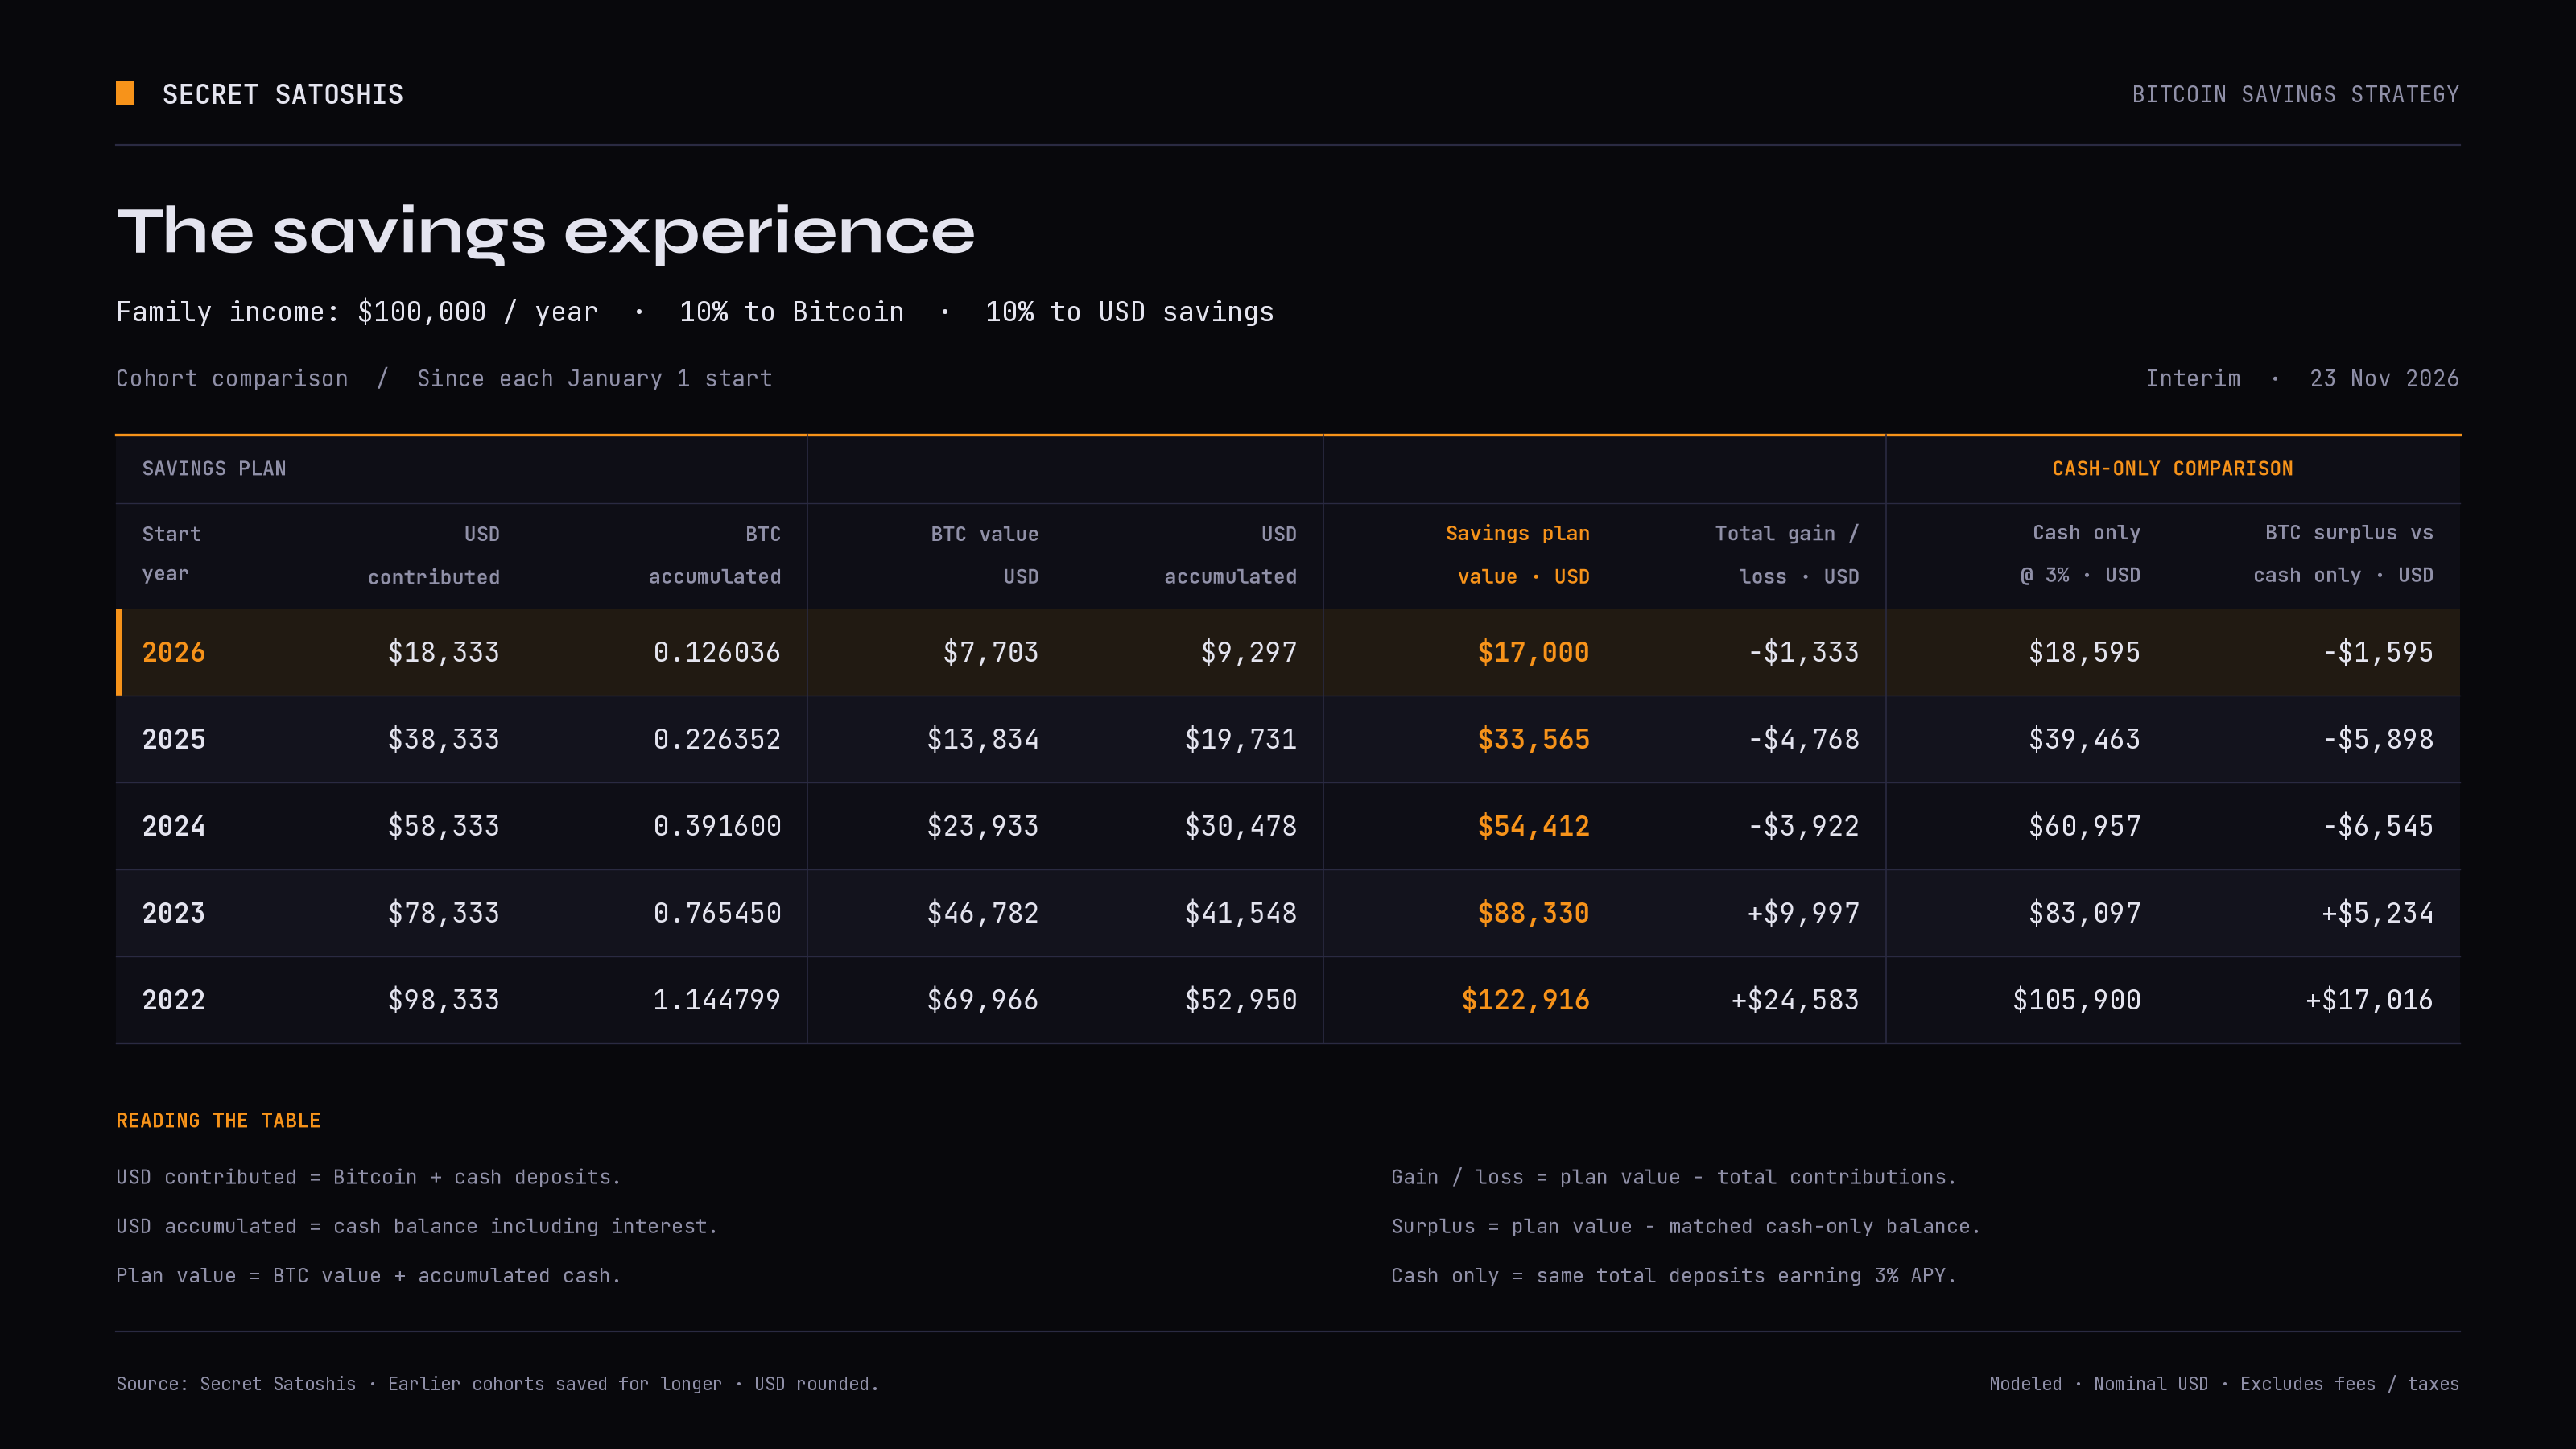 SECRET SATOSHIS
BITCOIN SAVINGS STRATEGY
The savings experience
Family income: $100,000 / year · 10% to Bitcoin · 10% to USD savings
Cohort comparison / Since each January 1 start
Interim · 23 Nov 2026
SAVINGS PLAN
CASH-ONLY COMPARISON
Start year
USD contributed
BTC accumulated
BTC value USD
USD accumulated
Savings plan value · USD
Total gain / loss · USD
Cash only @ 3% · USD
BTC surplus vs cash only · USD
2026 $18,333 0.126036 $7,703 $9,297 $17,000 -$1,333 $18,595 -$1,595
2025 $38,333 0.226352 $13,834 $19,731 $33,565 -$4,768 $39,463 -$5,898
2024 $58,333 0.391600 $23,933 $30,478 $54,412 -$3,922 $60,957 -$6,545
2023 $78,333 0.765450 $46,782 $41,548 $88,330 +$9,997 $83,097 +$5,234
2022 $98,333 1.144799 $69,966 $52,950 $122,916 +$24,583 $105,900 +$17,016
READING THE TABLE
USD contributed = Bitcoin + cash deposits.
USD accumulated = cash balance including interest.
Plan value = BTC value + accumulated cash.
Gain / loss = plan value - total contributions.
Surplus = plan value - matched cash-only balance.
Cash only = same total deposits earning 3% APY.
Source: Secret Satoshis · Earlier cohorts saved for longer · USD rounded.
Modeled · Nominal USD · Excludes fees / taxes